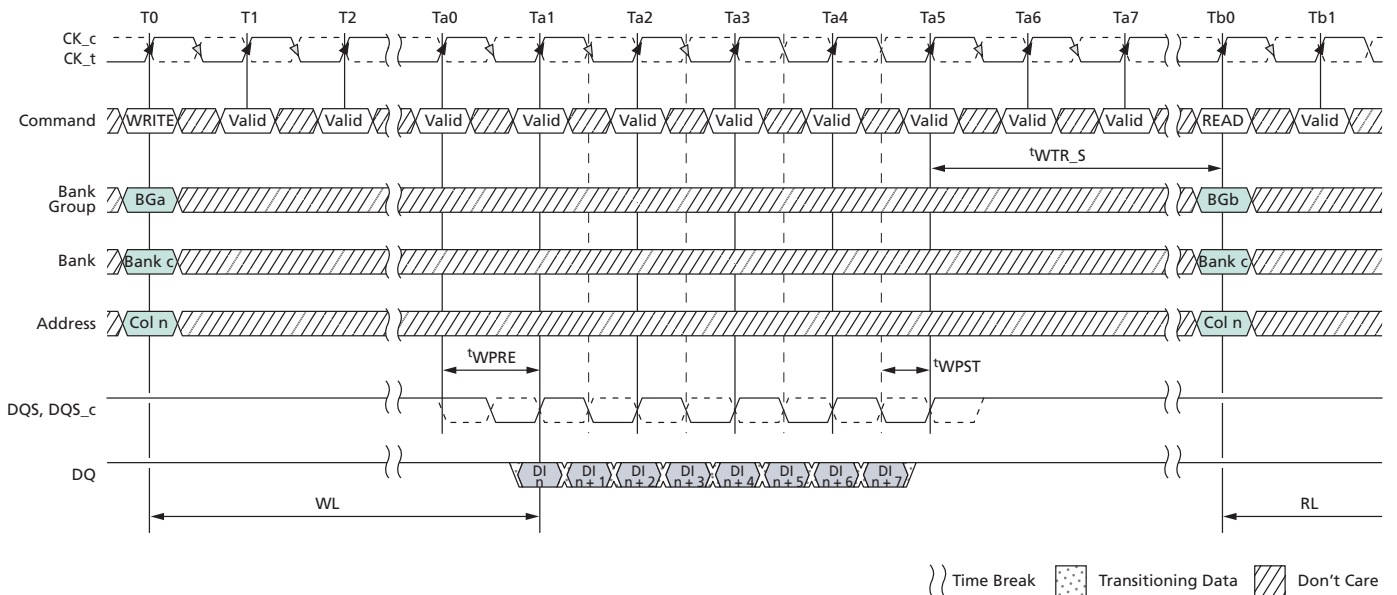 T0 T1 T2 Ta0 Ta1 Ta2 Ta3 Ta4 Ta5 Ta6 Ta7 Tb0 Tb1
CK_c
CK_t
Command WRITE Valid Valid Valid Valid Valid Valid Valid Valid Valid Valid READ Valid
tWTR_S
Bank
Group
BGa BGb
Bank Bank c Bank c
Address Col n Col n
tWPRE tWPST
DQS, DQS_c
DQ
DI DI DI DI DI DI DI DI
n n + 1 n + 2 n + 3 n + 4 n + 5 n + 6 n + 7
WL RL
Time Break Transitioning Data Don't Care